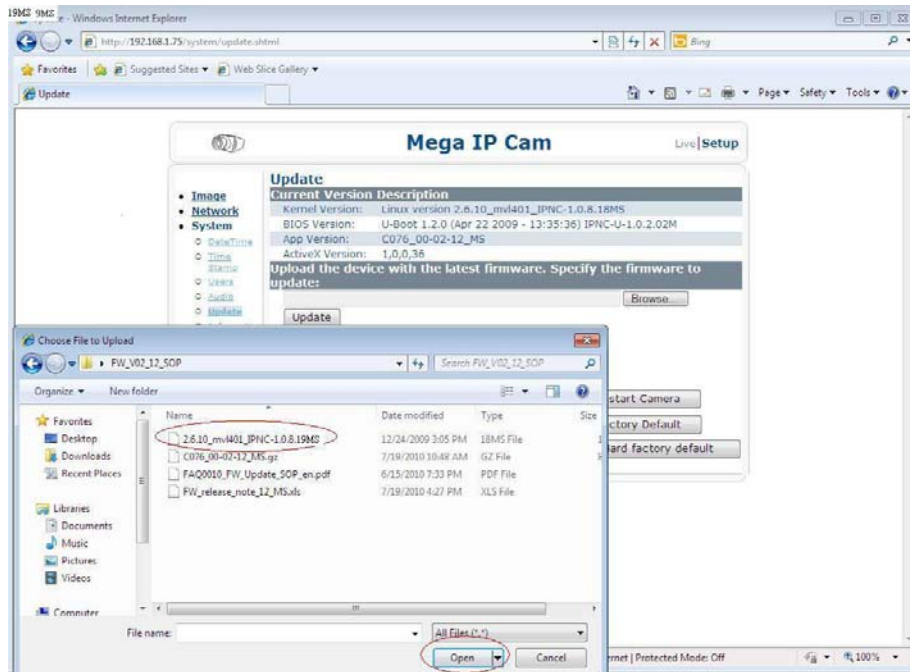 19MS 9MS
- Windows Internet Explorer
http://192.168.1.75/system/update.shtml
Bing
Favorites
Suggested Sites
Web Slice Gallery
Update
Page
Safety
Tools
Mega IP Cam
Live|Setup
Image
Network
System
DateTime
Time Stamp
Users
Audio
Update
Update
Current Version Description
Kernel Version: Linux version 2.6.10_mvl401_IPNC-1.0.8.18MS
BIOS Version: U-Boot 1.2.0 (Apr 22 2009 - 13:35:36) IPNC-U-1.0.2.02M
App Version: C076_00-02-12_MS
ActiveX Version: 1,0,0,36
Upload the device with the latest firmware. Specify the firmware to
update:
Browse...
Update
start Camera
ctory Default
ard factory default
Choose File to Upload
FW_V02_12_SOP
Search FW_V02_12_SOP
Organize
New folder
Favorites
Desktop
Downloads
Recent Places
Libraries
Documents
Music
Pictures
Videos
Computer
Name Date modified Type Size
2.6.10_mvl401_IPNC-1.0.8.19MS 12/24/2009 3:05 PM 18MS File
C076_00-02-12_MS.gz 7/19/2010 10:48 AM GZ File
FAQ0010_FW_Update_SOP_en.pdf 6/15/2010 7:33 PM PDF File
FW_release_note_12_MS.xls 7/19/2010 4:27 PM XLS File
File name:
All Files (*.*)
Open
Cancel
ernet | Protected Mode: Off
100%